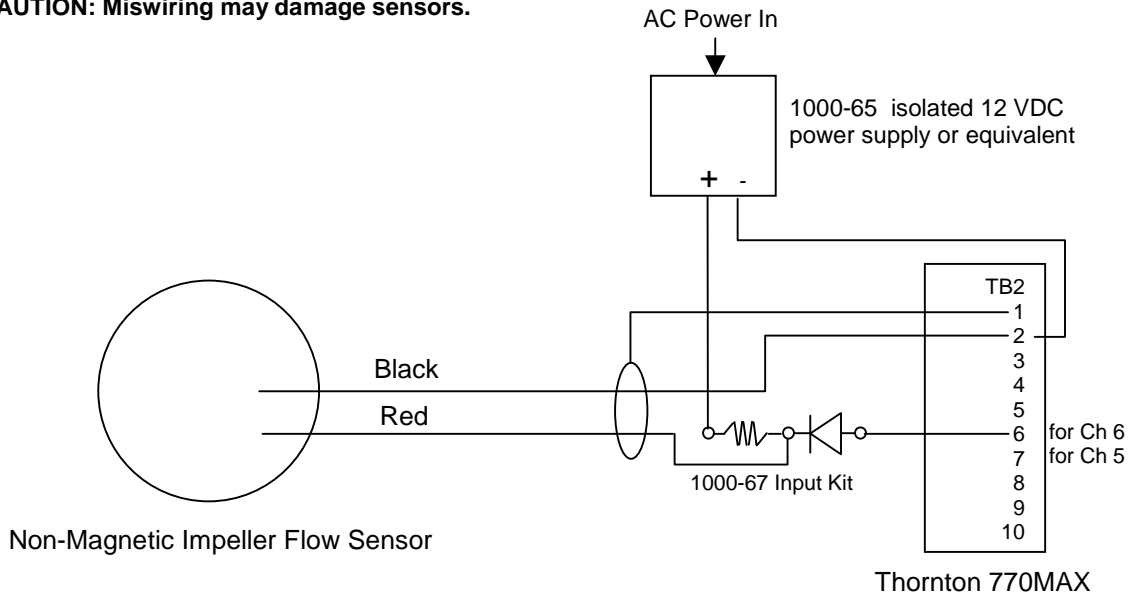 AUTION: Miswiring may damage sensors.
AC Power In
1000-65 isolated 12 VDC
power supply or equivalent
+ -
TB2
1
2
3
4
5
6 for Ch 6
7 for Ch 5
8
9
10
Black
Red
1000-67 Input Kit
Non-Magnetic Impeller Flow Sensor
Thornton 770MAX